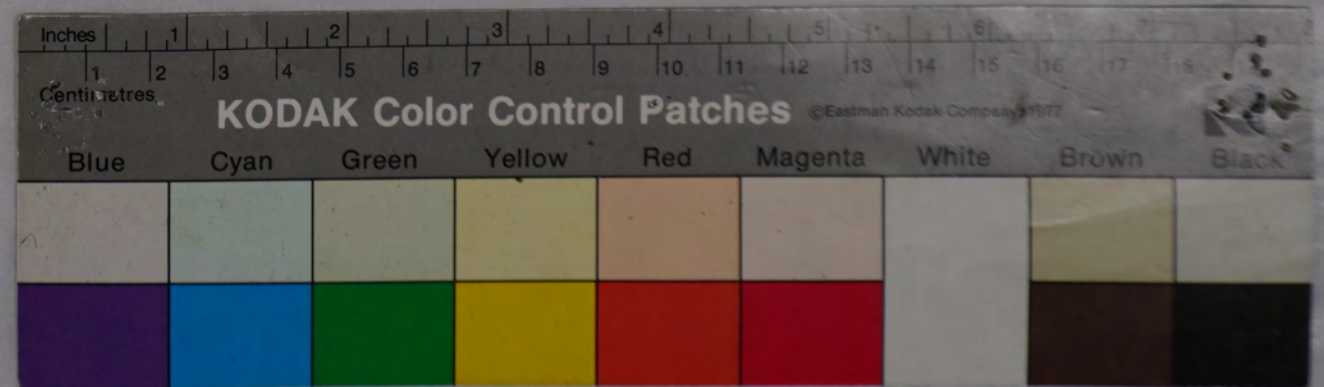 Inches 1 2 3 4 5 6 7
1 2 3 4 5 6 7 8 9 10 11 12 13 14 15 16 17 18
Centimetres
KODAK Color Control Patches ©Eastman Kodak Company, 1977
Blue Cyan Green Yellow Red Magenta White Brown Black